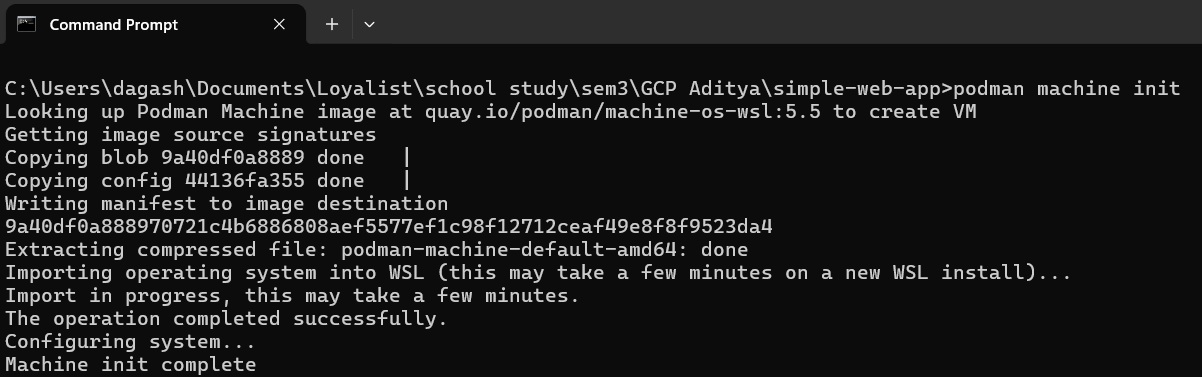 Command Prompt
C:\Users\dagash\Documents\Loyalist\school study\sem3\GCP Aditya\simple-web-app>podman machine init
Looking up Podman Machine image at quay.io/podman/machine-os-wsl:5.5 to create VM
Getting image source signatures
Copying blob 9a40df0a8889 done   |
Copying config 44136fa355 done   |
Writing manifest to image destination
9a40df0a888970721c4b6886808aef5577ef1c98f12712ceaf49e8f8f9523da4
Extracting compressed file: podman-machine-default-amd64: done
Importing operating system into WSL (this may take a few minutes on a new WSL install)...
Import in progress, this may take a few minutes.
The operation completed successfully.
Configuring system...
Machine init complete